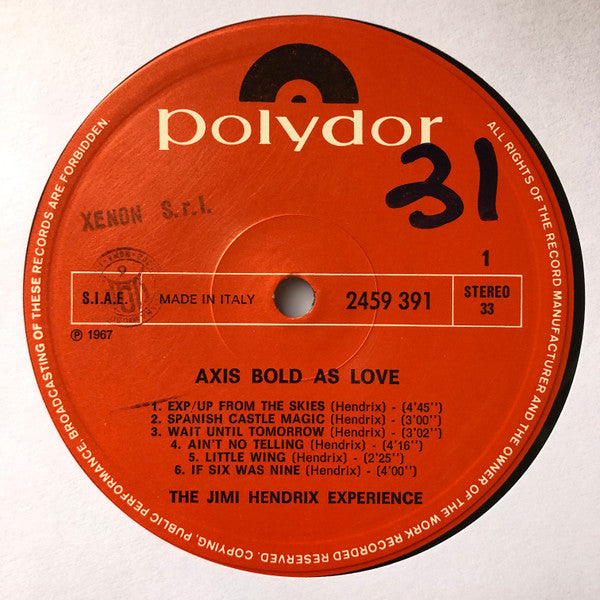 polydor
31
XENON S.r.l.
1
S.I.A.E.
MADE IN ITALY
2459 391
STEREO
33
℗ 1967
AXIS BOLD AS LOVE
1. EXP/UP FROM THE SKIES (Hendrix) - (4'45'')
2. SPANISH CASTLE MAGIC (Hendrix) - (3'00'')
3. WAIT UNTIL TOMORROW (Hendrix) - (3'02'')
4. AIN'T NO TELLING (Hendrix) - (4'16'')
5. LITTLE WING (Hendrix) - (2'25'')
6. IF SIX WAS NINE (Hendrix) - (4'00'')
THE JIMI HENDRIX EXPERIENCE
ALL RIGHTS OF THE RECORD MANUFACTURER AND THE OWNER OF THE WORK RECORDED RESERVED. COPYING, PUBLIC PERFORMANCE, BROADCASTING OF THESE RECORDS ARE FORBIDDEN.